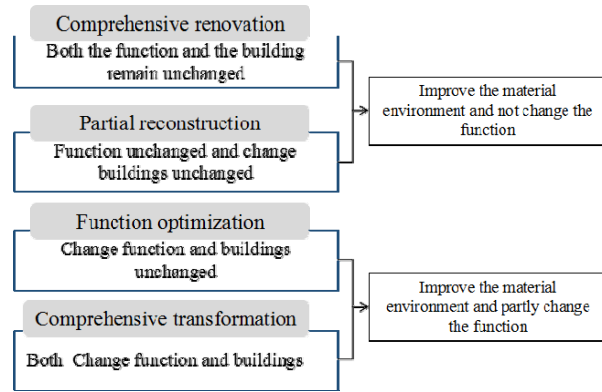 Comprehensive renovation
Both the function and the building
remain unchanged
Partial reconstruction
Function unchanged and change
buildings unchanged
Improve the material
environment and not change the
function
Function optimization
Change function and buildings
unchanged
Comprehensive transformation
Both Change function and buildings
Improve the material
environment and partly change
the function